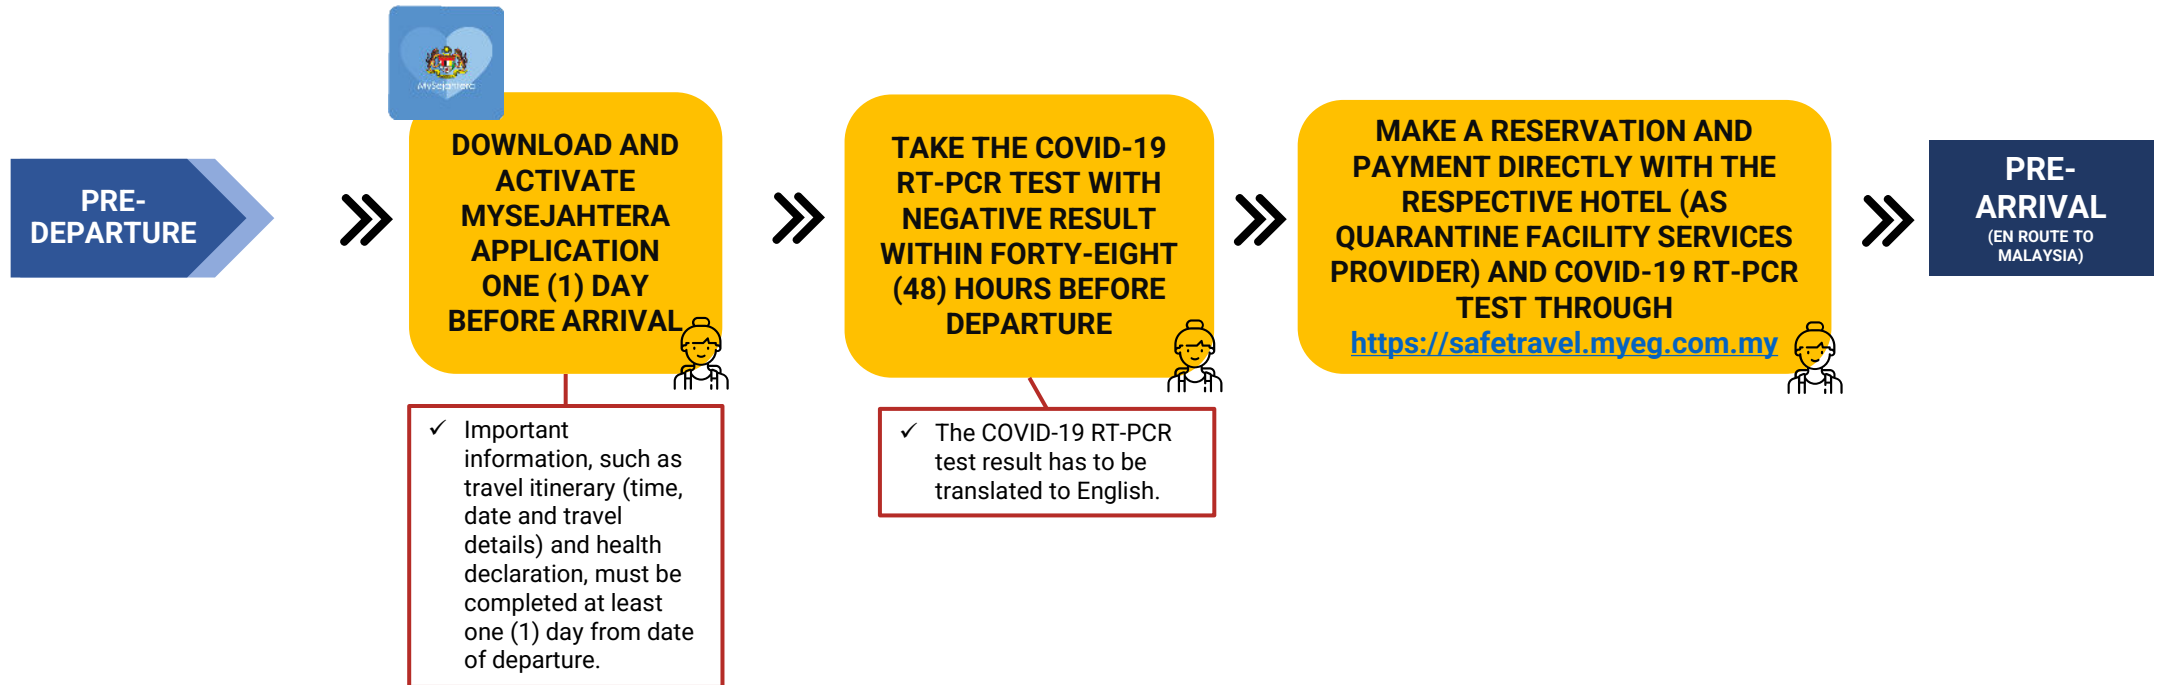 PRE-
DEPARTURE
MySejahtera
DOWNLOAD AND
ACTIVATE
MYSEJAHTERA
APPLICATION
ONE (1) DAY
BEFORE ARRIVAL
✓ Important
information, such as
travel itinerary (time,
date and travel
details) and health
declaration, must be
completed at least
one (1) day from date
of departure.
TAKE THE COVID-19
RT-PCR TEST WITH
NEGATIVE RESULT
WITHIN FORTY-EIGHT
(48) HOURS BEFORE
DEPARTURE
✓ The COVID-19 RT-PCR
test result has to be
translated to English.
MAKE A RESERVATION AND
PAYMENT DIRECTLY WITH THE
RESPECTIVE HOTEL (AS
QUARANTINE FACILITY SERVICES
PROVIDER) AND COVID-19 RT-PCR
TEST THROUGH
https://safetravel.myeg.com.my
PRE-
ARRIVAL
(EN ROUTE TO
MALAYSIA)